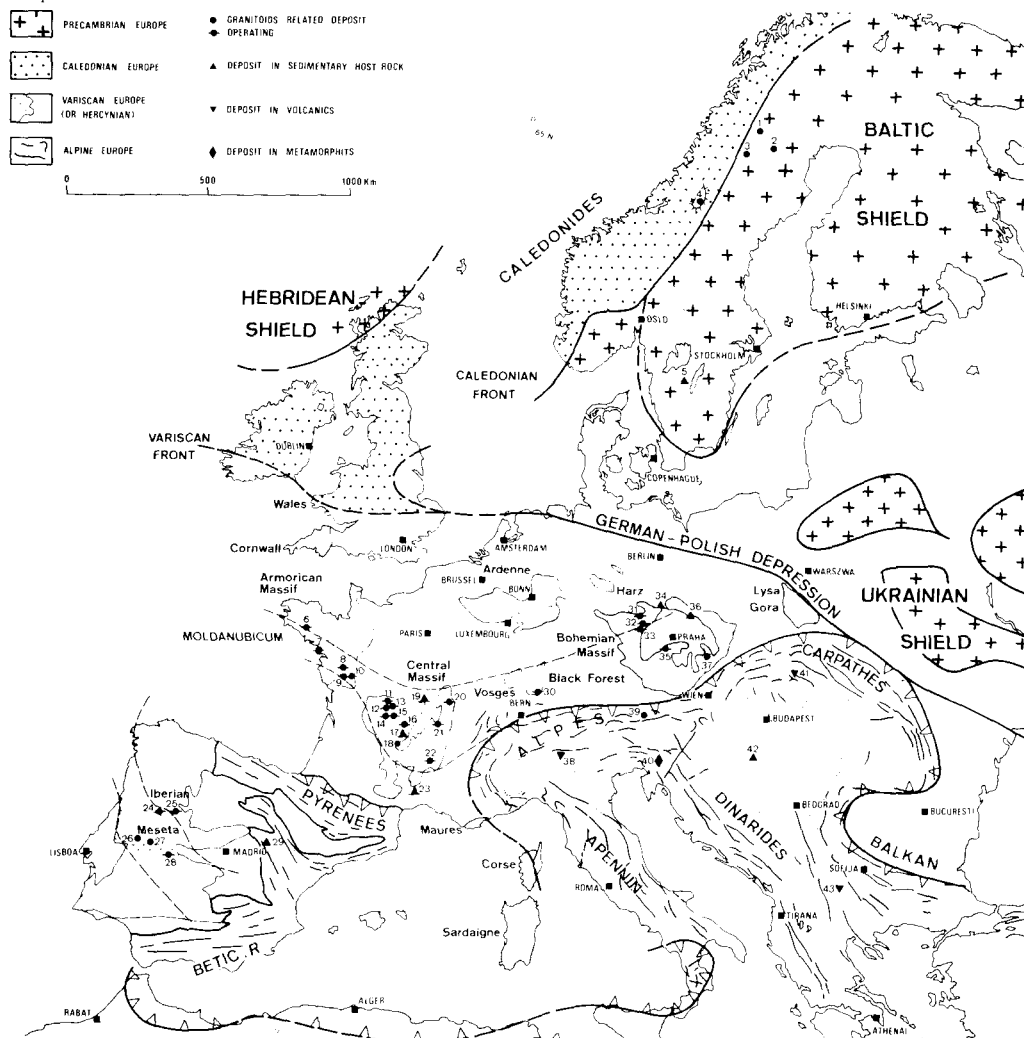 PRECAMBRIAN EUROPE
CALEDONIAN EUROPE
VARISCAN EUROPE
(OR HERCYNIAN)
ALPINE EUROPE
GRANITOIDS RELATED DEPOSIT
OPERATING
DEPOSIT IN SEDIMENTARY HOST ROCK
DEPOSIT IN VOLCANICS
DEPOSIT IN METAMORPHITS
0 500 1000 Km
65 N
1
2
3
4
BALTIC
SHIELD
CALEDONIDES
HEBRIDEAN
SHIELD
HELSINKI
OSLO
STOCKHOLM
5
CALEDONIAN
FRONT
VARISCAN
FRONT
DUBLIN
COPENHAGUE
Wales
GERMAN-POLISH DEPRESSION
Cornwall
LONDON
AMSTERDAM
BERLIN
WARSZWA
Ardenne
BRUSSEL
BONN
Harz
Lysa
Gora
UKRAINIAN
SHIELD
Armorican
Massif
34
31
36
32
33
6
MOLDANUBICUM
PARIS
LUXEMBOURG
Bohemian
Massif
PRAHA
35
37
8
10
9
Central
Massif
Vosges
Black Forest
CARPATHES
11
13
19
20
30
WIEN
41
12
15
BERN
14
16
21
39
BUDAPEST
17
18
22
ALPES
38
40
42
23
Iberian
24
25
PYRENEES
Maures
DINARIDES
BEOGRAD
BUCURESTI
Meseta
26
27
28
29
LISBOA
MADRID
Corse
APENNIN
BALKAN
ROMA
SOFIJA
43
Sardaigne
TIRANA
BETIC.R
ALGER
RABAT
ATHENAI